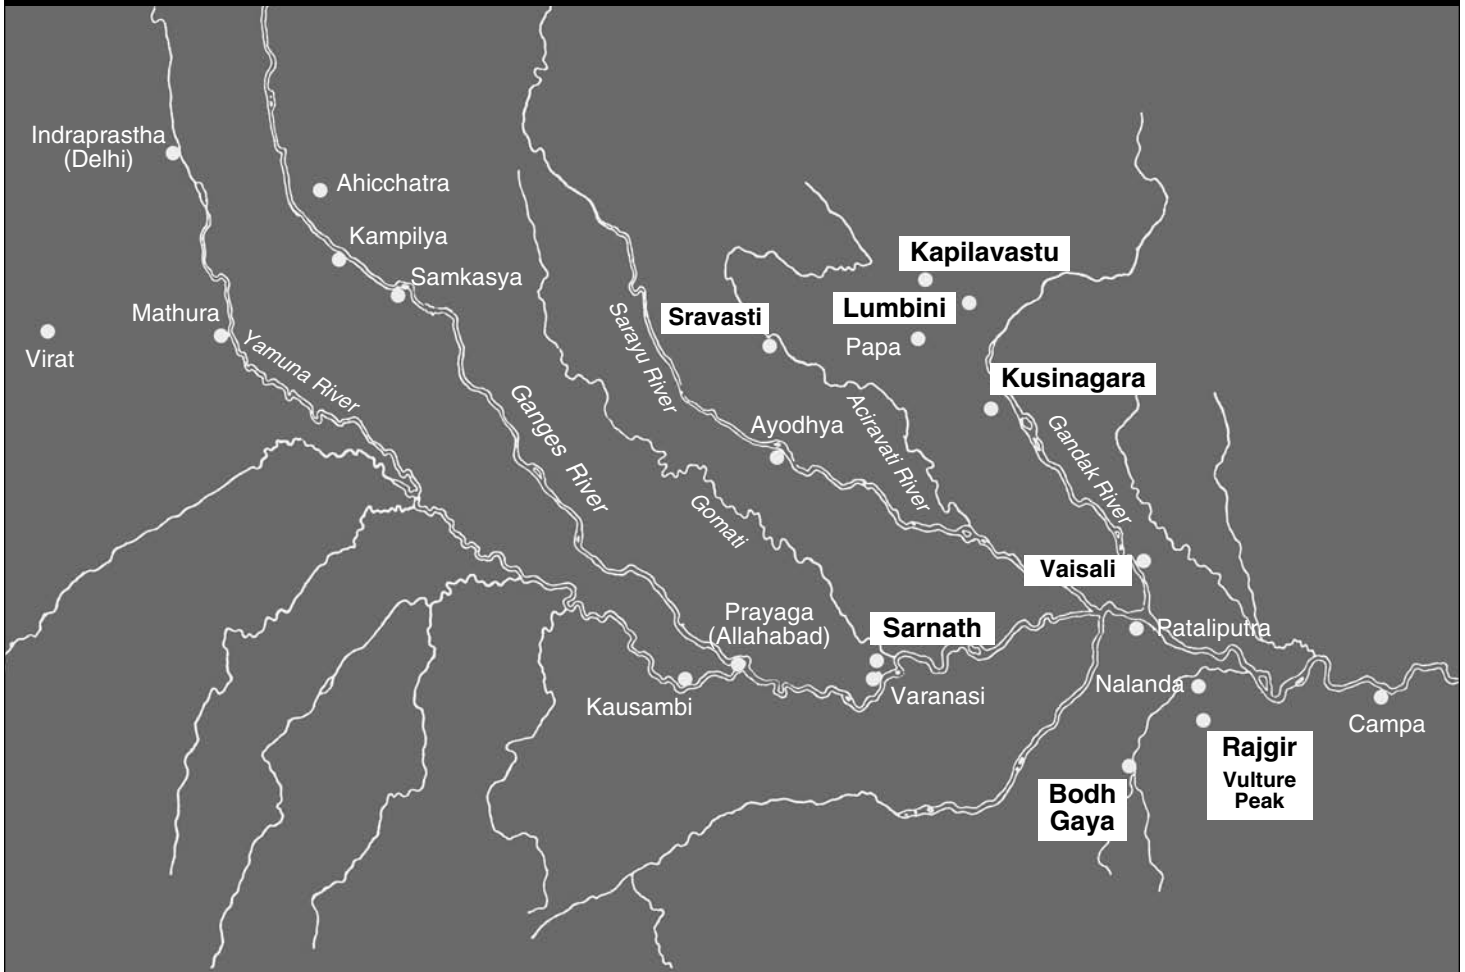 Indraprastha
(Delhi)
Ahicchatra
Kampilya
Samkasya
Kapilavastu
Lumbini
Sravasti
Papa
Mathura
Virat
Yamuna River
Ganges River
Sarayu River
Kusinagara
Ayodhya
Aciravati River
Gandak River
Gomati
Vaisali
Prayaga
(Allahabad)
Sarnath
Pataliputra
Kausambi
Varanasi
Nalanda
Campa
Rajgir
Vulture
Peak
Bodh
Gaya